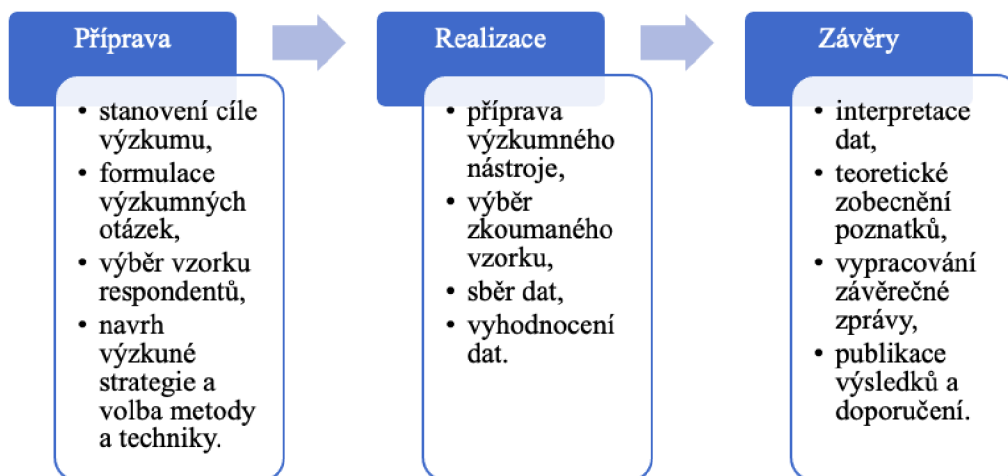 Příprava
• stanovení cíle
výzkumu,
• formulace
výzkumných
otázek,
• výběr vzorku
respondentů,
• navrh
výzkuné
strategie a
volba metody
a techniky.
Realizace
• příprava
výzkumného
nástroje,
• výběr
zkoumaného
vzorku,
• sběr dat,
• vyhodnocení
dat.
Závěry
• interpretace
dat,
• teoretické
zobecnění
poznatků,
• vypracování
závěrečné
zprávy,
• publikace
výsledků a
doporučení.